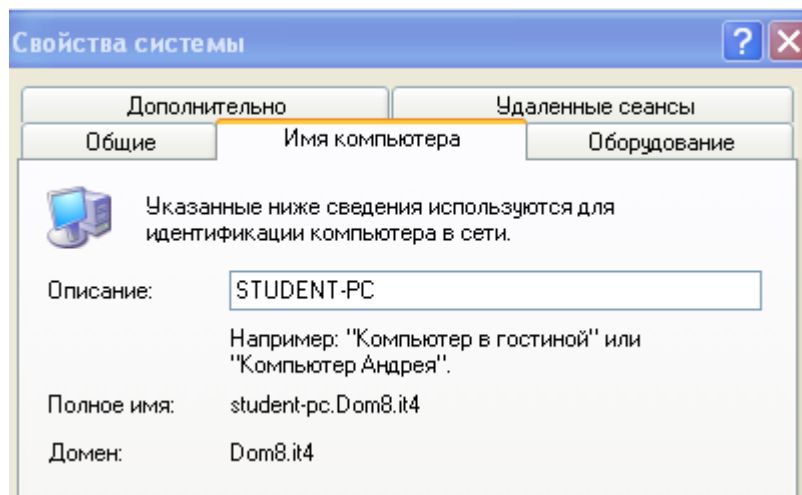 Свойства системы
Дополнительно Удаленные сеансы
Общие Имя компьютера Оборудование
Указанные ниже сведения используются для
идентификации компьютера в сети.
Описание: STUDENT-PC
Например: "Компьютер в гостиной" или
"Компьютер Андрея".
Полное имя: student-pc.Dom8.it4
Домен: Dom8.it4